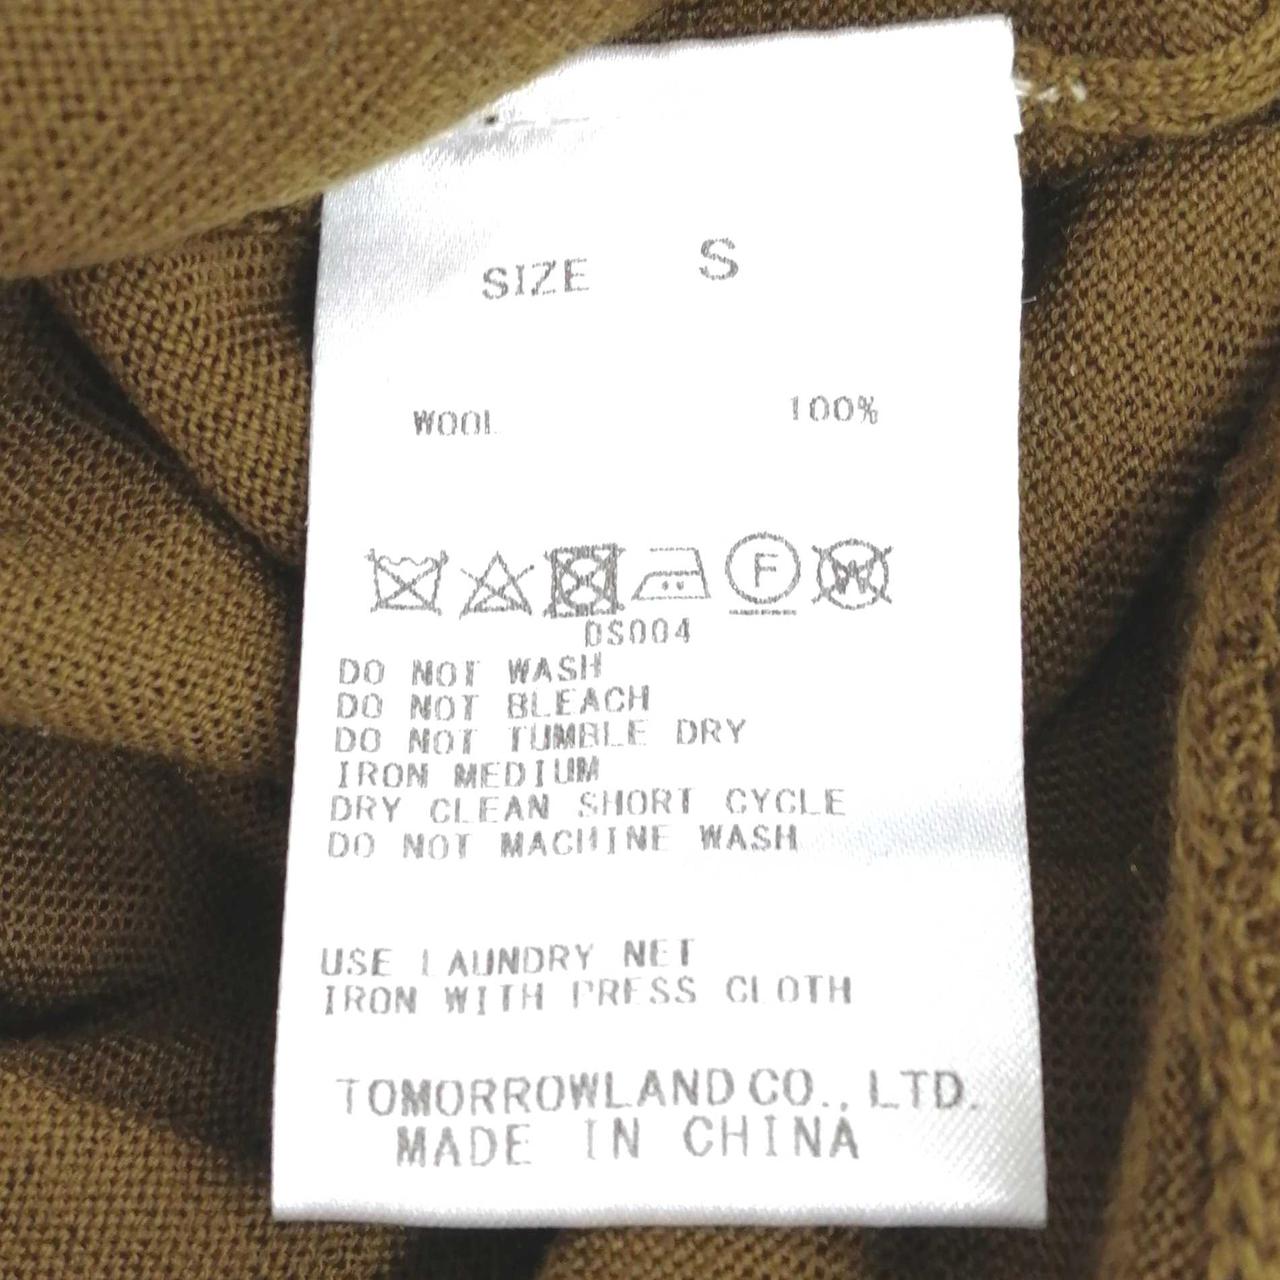 SIZE S
WOOL 100%
F W
DS004
DO NOT WASH
DO NOT BLEACH
DO NOT TUMBLE DRY
IRON MEDIUM
DRY CLEAN SHORT CYCLE
DO NOT MACHINE WASH
USE LAUNDRY NET
IRON WITH PRESS CLOTH
TOMORROWLAND CO., LTD.
MADE IN CHINA